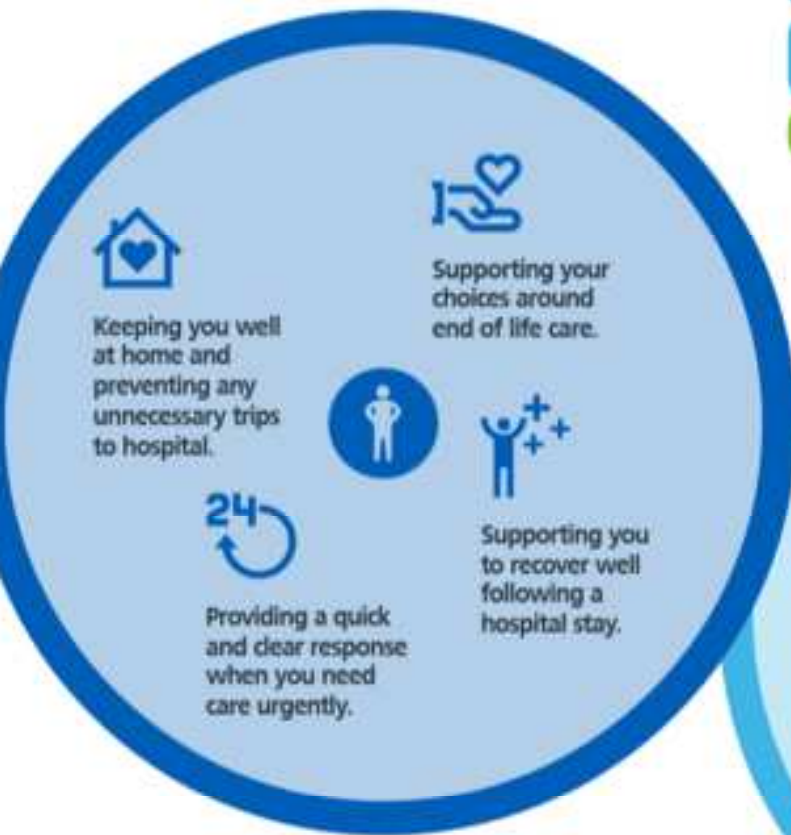 Supporting your
choices around
end of life care.
Keeping you well
at home and
preventing any
unnecessary trips
to hospital.
24
Supporting you
to recover well
following a
hospital stay.
Providing a quick
and clear response
when you need
care urgently.